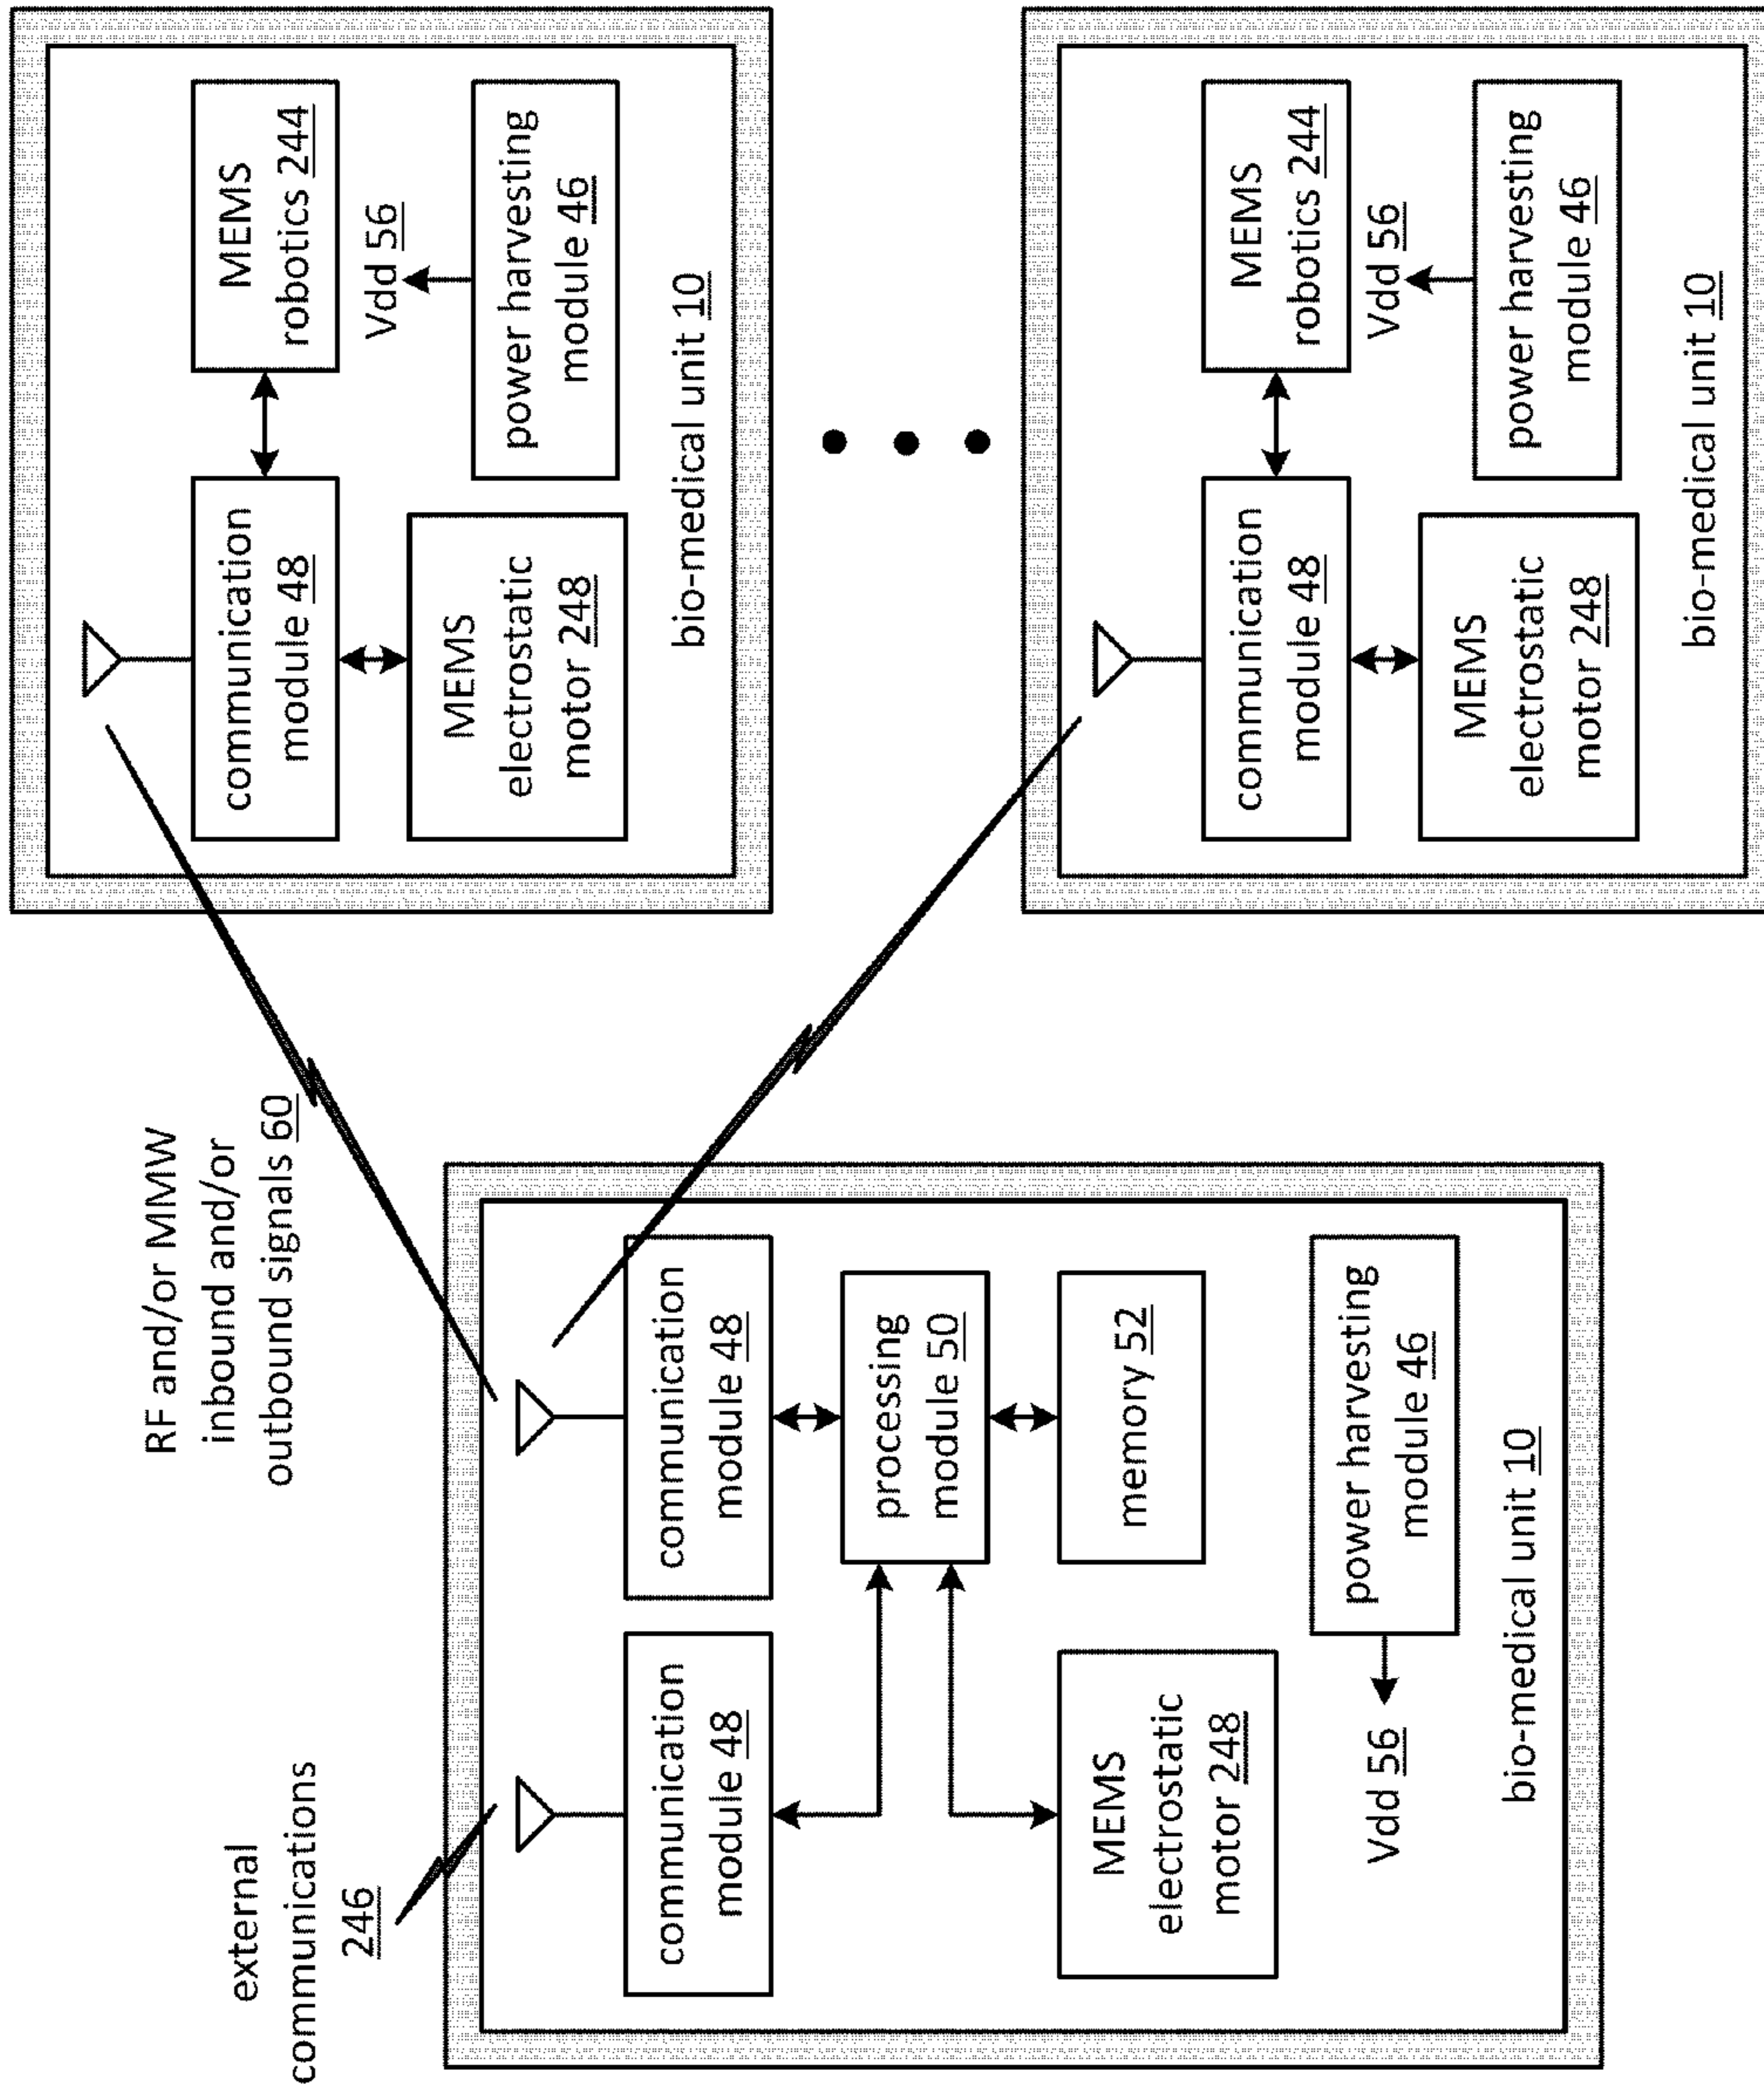 external
communications
246
RF and/or MMW
inbound and/or
outbound signals 60
communication
module 48
communication
module 48
processing
module 50
MEMS
electrostatic
motor 248
memory 52
Vdd 56
power harvesting
module 46
bio-medical unit 10
communication
module 48
MEMS
robotics 244
MEMS
electrostatic
motor 248
Vdd 56
power harvesting
module 46
bio-medical unit 10
communication
module 48
MEMS
robotics 244
MEMS
electrostatic
motor 248
Vdd 56
power harvesting
module 46
bio-medical unit 10